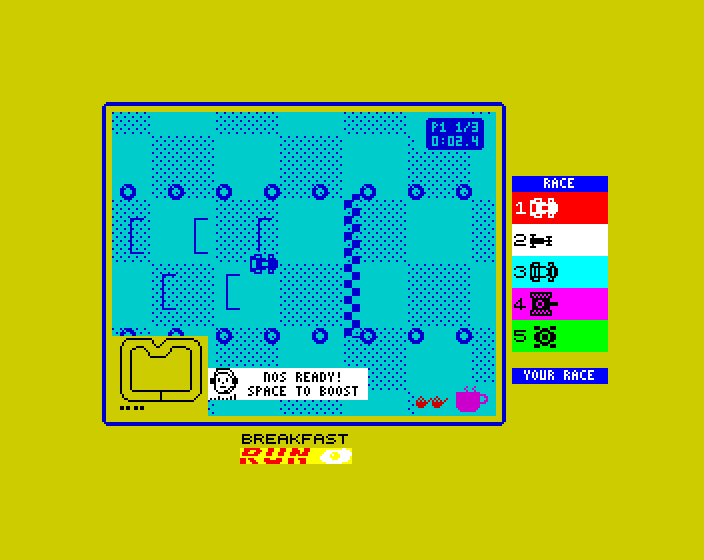 P1 1/3
0:02.4
RACE
1
2
3
4
5
NOS READY!
SPACE TO BOOST
YOUR RACE
BREAKFAST
RUN